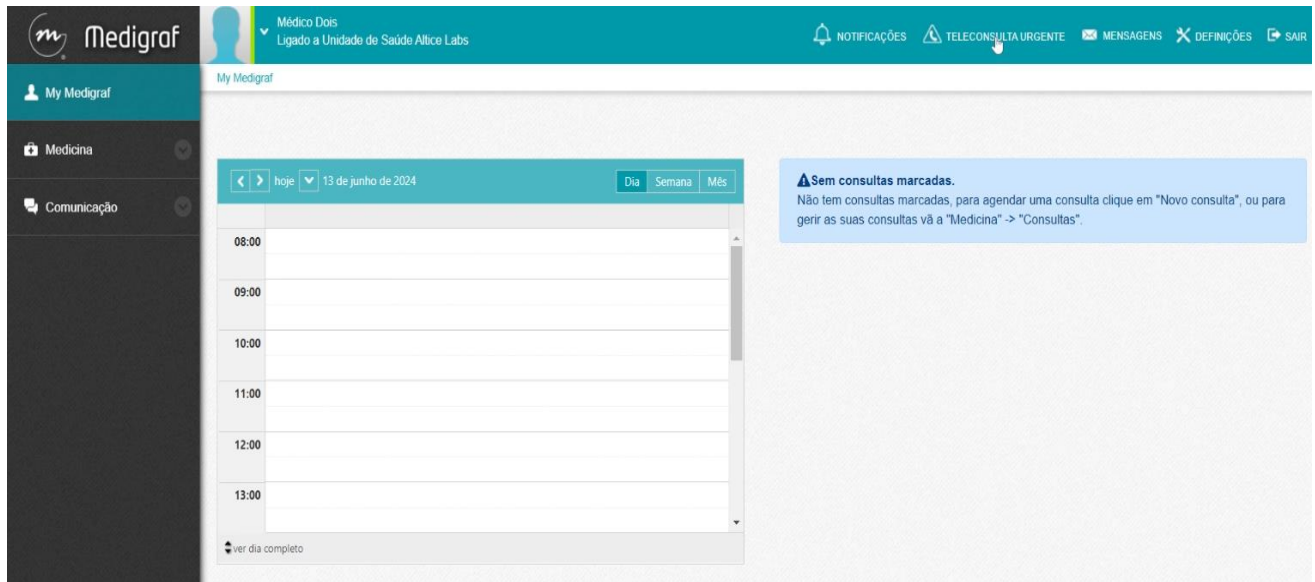 Medigraf
Médico Dois
Ligado a Unidade de Saúde Altice Labs
NOTIFICAÇÕES TELECONSULTA URGENTE MENSAGENS DEFINIÇÕES SAIR
My Medigraf
Medicina
Comunicação
My Medigraf
hoje 13 de junho de 2024 Dia Semana Mês
08:00
09:00
10:00
11:00
12:00
13:00
ver dia completo
Sem consultas marcadas.
Não tem consultas marcadas, para agendar uma consulta clique em "Novo consulta", ou para
gerir as suas consultas vã a "Medicina" -> "Consultas".